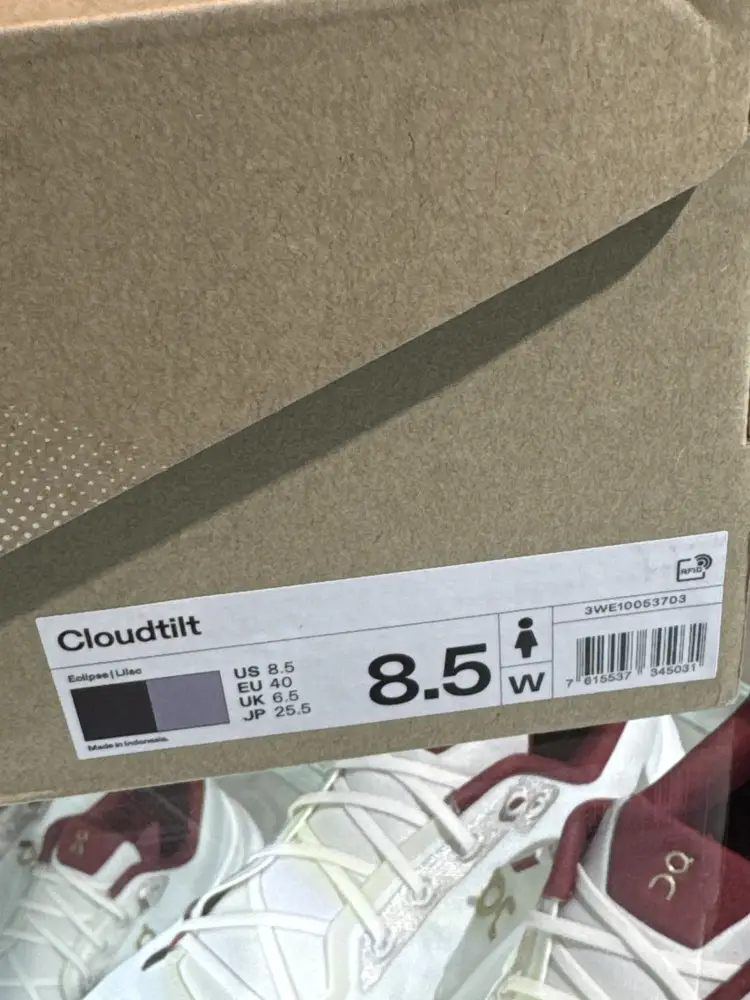 RFID
Cloudtilt
3WE10053703
Eclipse | Lilac
US 8.5
EU 40
UK 6.5
JP 25.5
8.5
W
7 615537 345031
Made in Indonesia.